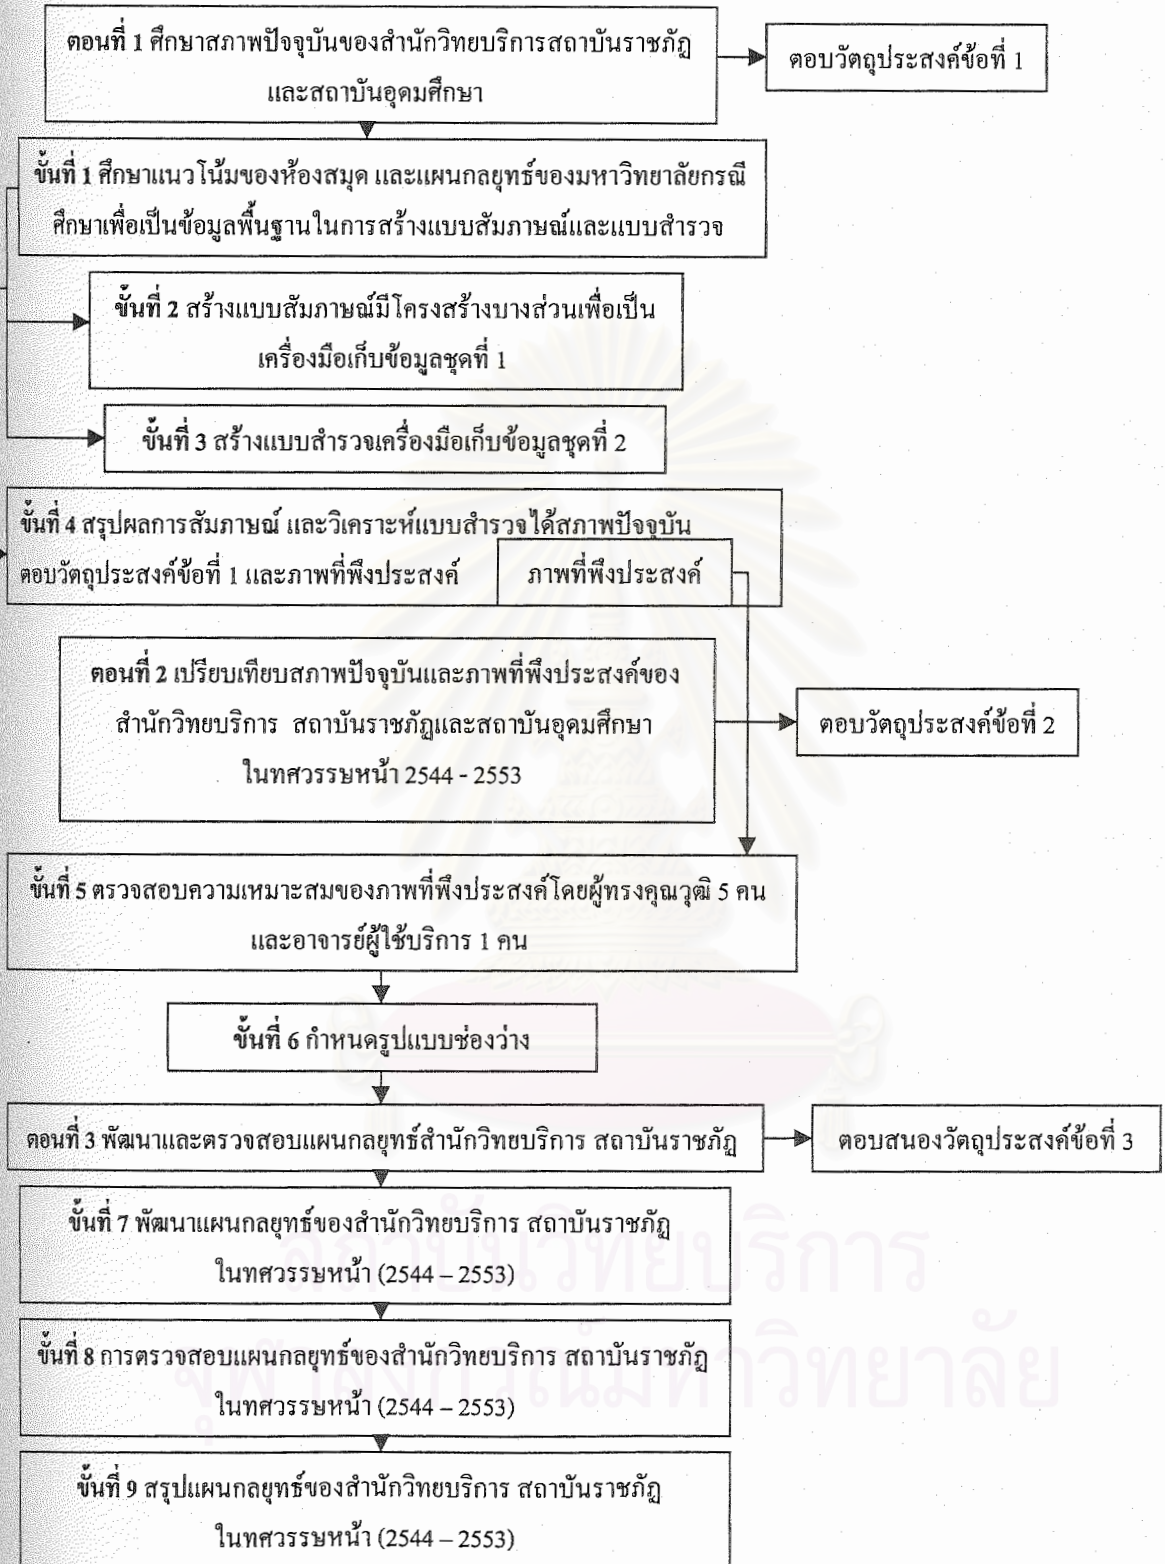 ตอนที่ 1 ศึกษาสภาพปัจจุบันของสำนักวิทยบริการสถาบันราชภัฏ
และสถาบันอุดมศึกษา
ตอบวัตถุประสงค์ข้อที่ 1
ขั้นที่ 1 ศึกษาแนวโน้มของห้องสมุด และแผนกลยุทธ์ของมหาวิทยาลัยกรณี
ศึกษาเพื่อเป็นข้อมูลพื้นฐานในการสร้างแบบสัมภาษณ์และแบบสำรวจ
ขั้นที่ 2 สร้างแบบสัมภาษณ์มีโครงสร้างบางส่วนเพื่อเป็น
เครื่องมือเก็บข้อมูลชุดที่ 1
ขั้นที่ 3 สร้างแบบสำรวจเครื่องมือเก็บข้อมูลชุดที่ 2
ขั้นที่ 4 สรุปผลการสัมภาษณ์ และวิเคราะห์แบบสำรวจได้สภาพปัจจุบัน
ตอบวัตถุประสงค์ข้อที่ 1 และภาพที่พึงประสงค์
ภาพที่พึงประสงค์
ตอนที่ 2 เปรียบเทียบสภาพปัจจุบันและภาพที่พึงประสงค์ของ
สำนักวิทยบริการ สถาบันราชภัฏและสถาบันอุดมศึกษา
ในทศวรรษหน้า 2544 - 2553
ตอบวัตถุประสงค์ข้อที่ 2
ขั้นที่ 5 ตรวจสอบความเหมาะสมของภาพที่พึงประสงค์โดยผู้ทรงคุณวุฒิ 5 คน
และอาจารย์ผู้ใช้บริการ 1 คน
ขั้นที่ 6 กำหนดรูปแบบช่องว่าง
ตอนที่ 3 พัฒนาและตรวจสอบแผนกลยุทธ์สำนักวิทยบริการ สถาบันราชภัฏ
ตอบสนองวัตถุประสงค์ข้อที่ 3
ขั้นที่ 7 พัฒนาแผนกลยุทธ์ของสำนักวิทยบริการ สถาบันราชภัฏ
ในทศวรรษหน้า (2544 – 2553)
ขั้นที่ 8 การตรวจสอบแผนกลยุทธ์ของสำนักวิทยบริการ สถาบันราชภัฏ
ในทศวรรษหน้า (2544 – 2553)
ขั้นที่ 9 สรุปแผนกลยุทธ์ของสำนักวิทยบริการ สถาบันราชภัฏ
ในทศวรรษหน้า (2544 – 2553)
สถาบันวิทยบริการ
จุฬาลงกรณ์มหาวิทยาลัย